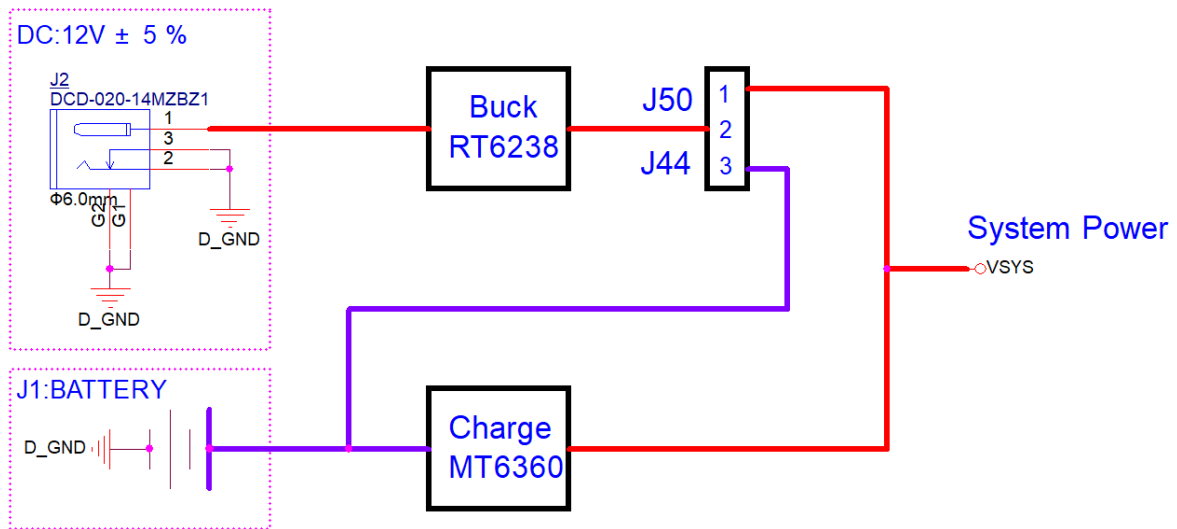 DC:12V ± 5 %
J2
DCD-020-14MZBZ1
1
3
2
Φ6.0mm
G2
G1
D_GND
D_GND
Buck
RT6238
J50
J44
1
2
3
System Power
VSYS
J1:BATTERY
D_GND
Charge
MT6360